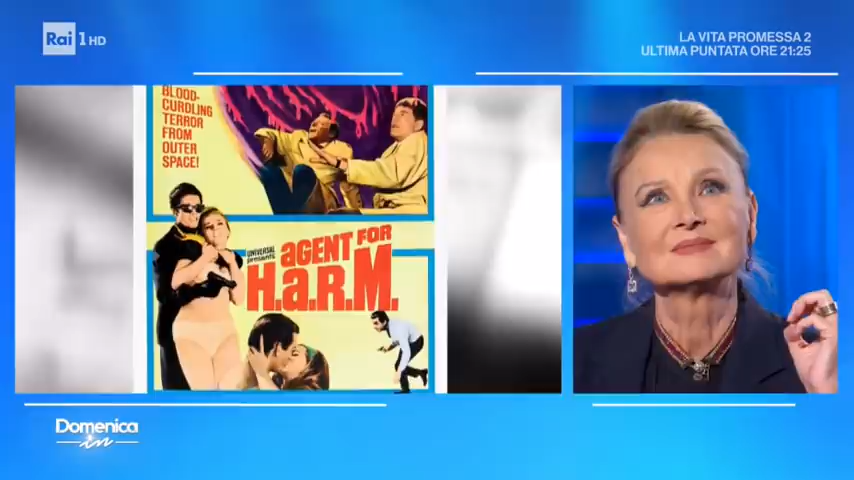 Rai 1 HD
LA VITA PROMESSA 2
ULTIMA PUNTATA ORE 21:25
BLOOD-
CURDLING
TERROR
FROM
OUTER
SPACE!
UNIVERSAL
presents
AGENT FOR
H.a.R.M.
Domenica
in